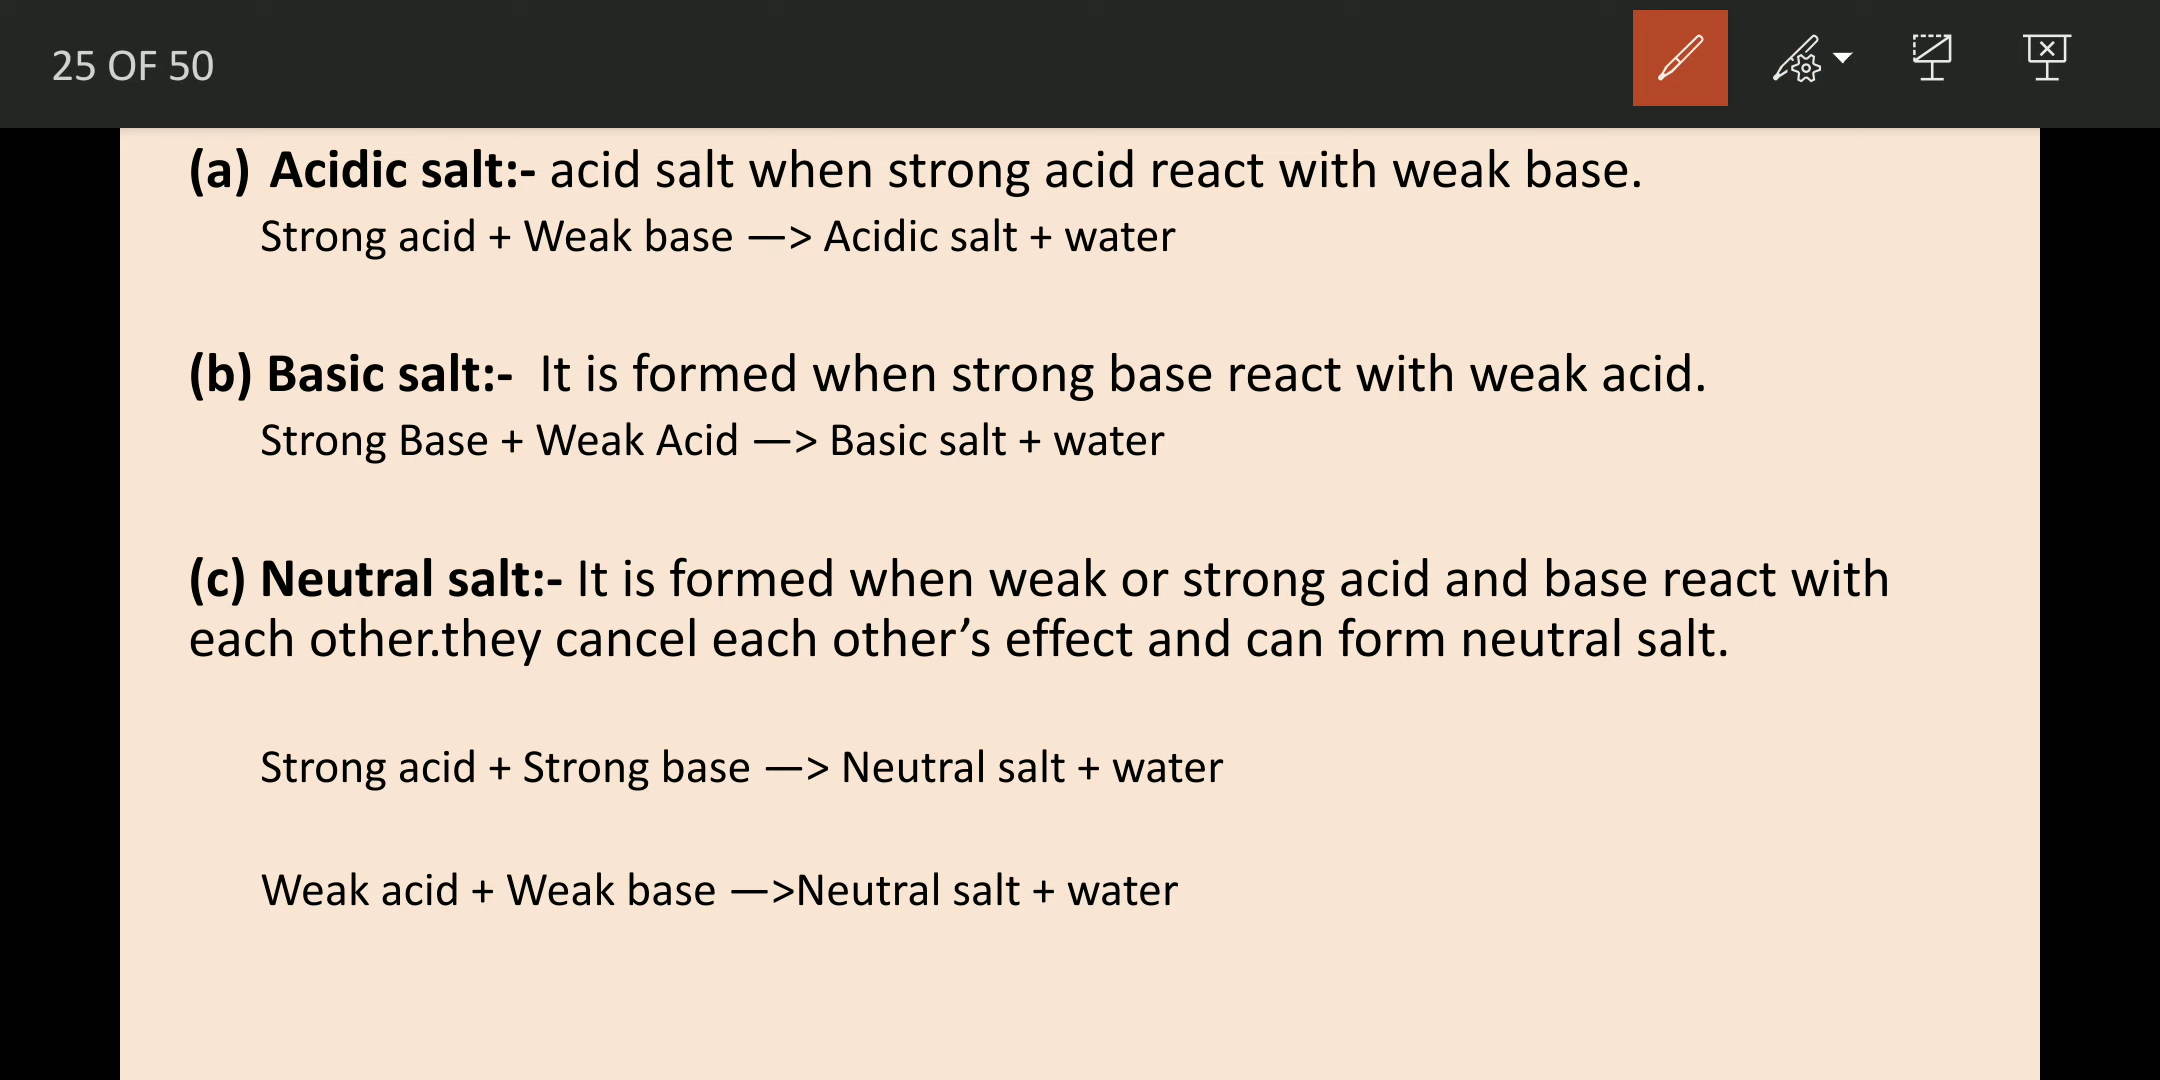 25 OF 50
(a) Acidic salt:- acid salt when strong acid react with weak base.
Strong acid + Weak base —> Acidic salt + water
(b) Basic salt:- It is formed when strong base react with weak acid.
Strong Base + Weak Acid —> Basic salt + water
(c) Neutral salt:- It is formed when weak or strong acid and base react with
each other.they cancel each other’s effect and can form neutral salt.
Strong acid + Strong base —> Neutral salt + water
Weak acid + Weak base —>Neutral salt + water